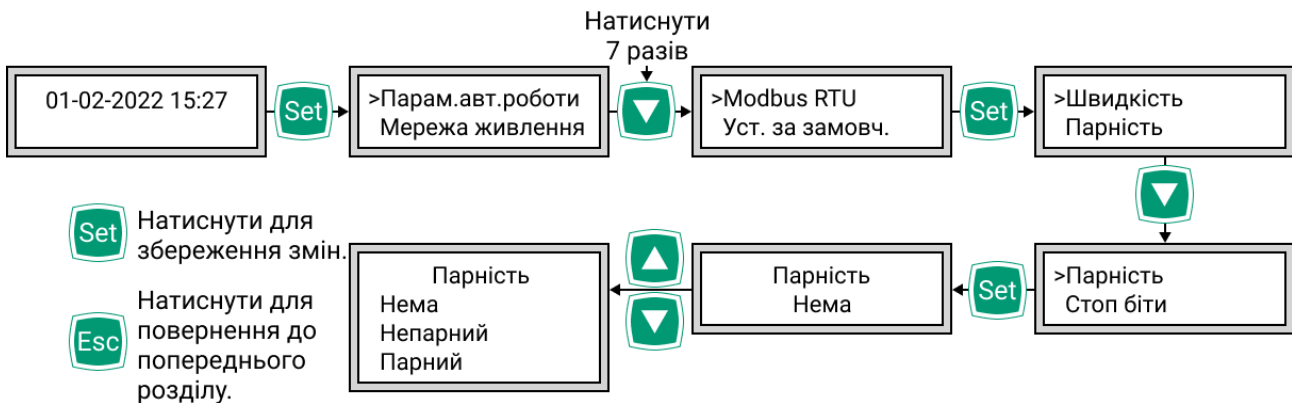 Натиснути
7 разів
01-02-2022 15:27
Set
>Парам.авт.роботи
Мережа живлення
>Modbus RTU
Уст. за замовч.
Set
>Швидкість
Парність
Set
Натиснути для
збереження змін.
Esc
Натиснути для
повернення до
попереднього
розділу.
Парність
Нема
Непарний
Парний
Парність
Нема
Set
>Парність
Стоп біти